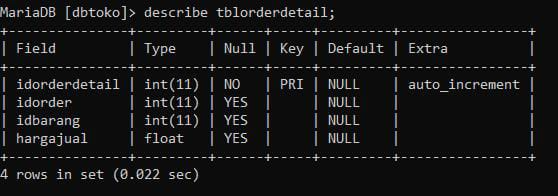 MariaDB [dbtoko]> describe tblorderdetail;
+---------------+---------+------+-----+---------+----------------+
| Field         | Type    | Null | Key | Default | Extra          |
+---------------+---------+------+-----+---------+----------------+
| idorderdetail | int(11) | NO   | PRI | NULL    | auto_increment |
| idorder       | int(11) | YES  |     | NULL    |                |
| idbarang      | int(11) | YES  |     | NULL    |                |
| hargajual     | float   | YES  |     | NULL    |                |
+---------------+---------+------+-----+---------+----------------+
4 rows in set (0.022 sec)